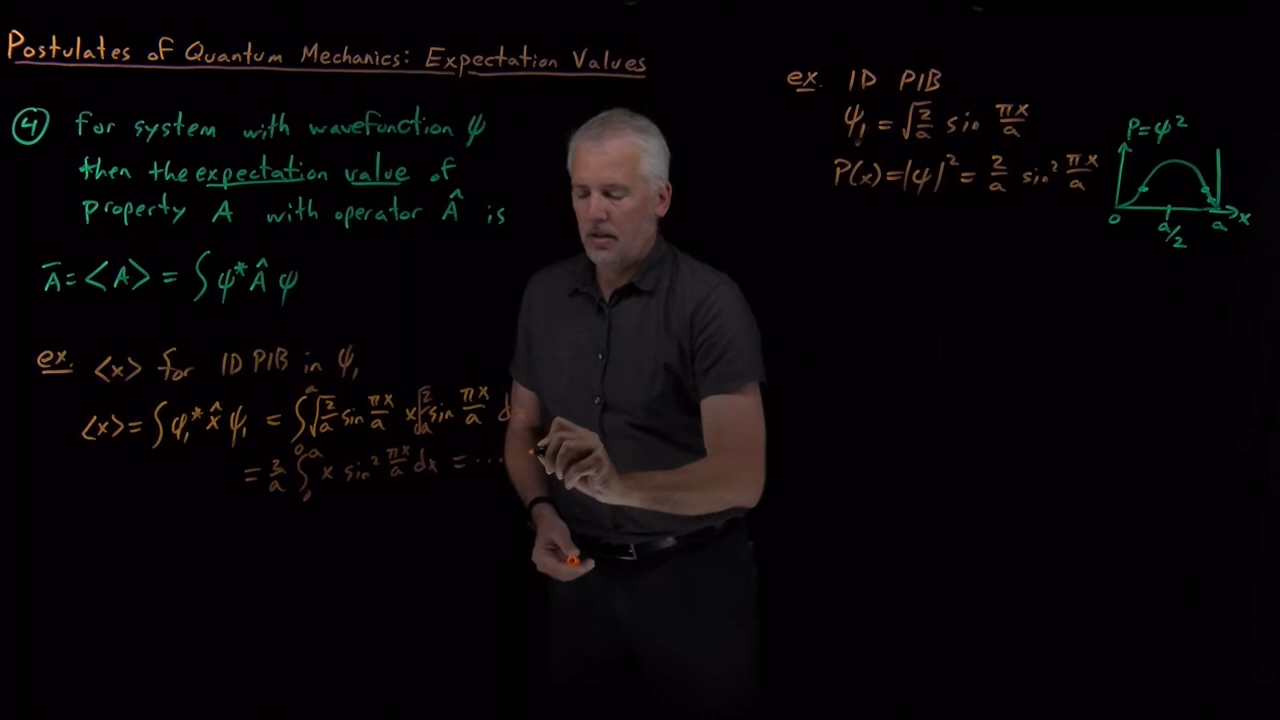 Postulates of Quantum Mechanics: Expectation Values
④ for system with wavefunction ψ
then the expectation value of
property A with operator Â is
Ā = <A> = ∫ ψ* Â ψ
ex. <x> for 1D PIB in ψ₁
<x> = ∫ ψ₁* x̂ ψ₁ = ∫₀ᵃ √(2/a) sin πx/a x √(2/a) sin πx/a d
= 2/a ∫₀ᵃ x sin² πx/a dx = ...
ex. 1D PIB
ψ₁ = √(2/a) sin πx/a
P(x) = |ψ|² = 2/a sin² πx/a
P=ψ²
0 a/2 a x